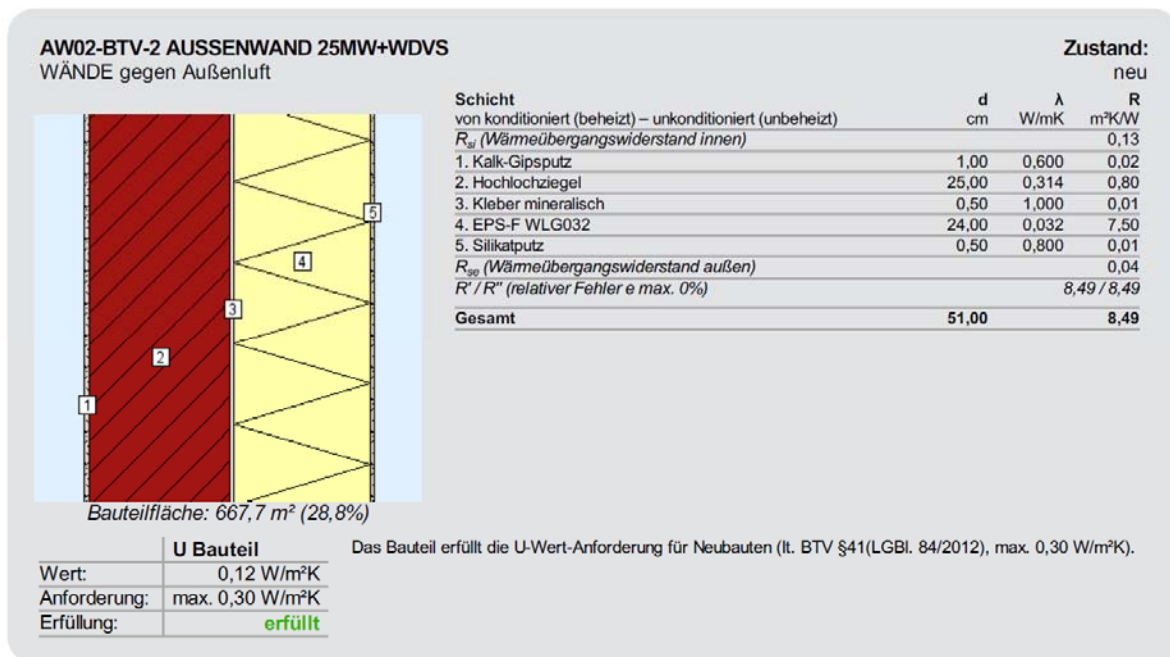 AW02-BTV-2 AUSSENWAND 25MW+WDVS Zustand:
WÄNDE gegen Außenluft neu
Schicht d λ R
von konditioniert (beheizt) – unkonditioniert (unbeheizt) cm W/mK m²K/W
Rsi (Wärmeübergangswiderstand innen) 0,13
1. Kalk-Gipsputz 1,00 0,600 0,02
2. Hochlochziegel 25,00 0,314 0,80
3. Kleber mineralisch 0,50 1,000 0,01
4. EPS-F WLG032 24,00 0,032 7,50
5. Silikatputz 0,50 0,800 0,01
Rse (Wärmeübergangswiderstand außen) 0,04
R' / R'' (relativer Fehler e max. 0%) 8,49 / 8,49
Gesamt 51,00 8,49
5
4
3
2
1
Bauteilfläche: 667,7 m² (28,8%)
U Bauteil
Wert: 0,12 W/m²K
Anforderung: max. 0,30 W/m²K
Erfüllung: erfüllt
Das Bauteil erfüllt die U-Wert-Anforderung für Neubauten (lt. BTV §41(LGBl. 84/2012), max. 0,30 W/m²K).